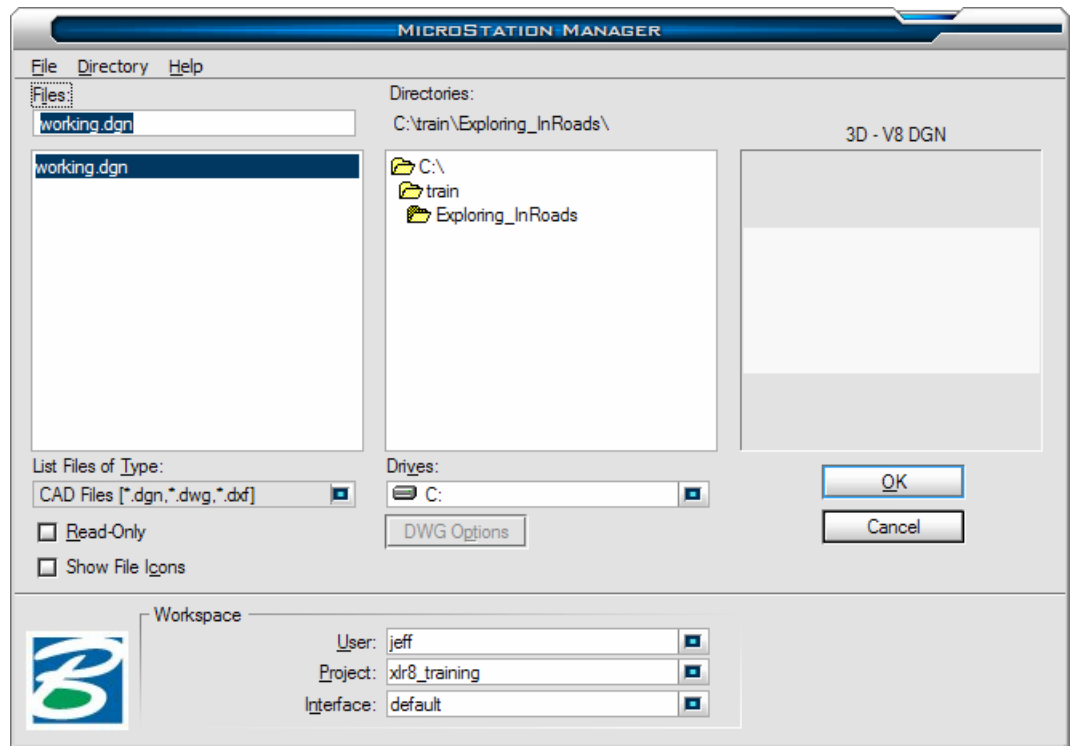 MICROSTATION MANAGER
File Directory Help
Files:
working.dgn
working.dgn
Directories:
C:\train\Exploring_InRoads\
C:\
train
Exploring_InRoads
3D - V8 DGN
List Files of Type:
CAD Files [*.dgn,*.dwg,*.dxf]
Read-Only
Show File Icons
Drives:
C:
DWG Options
OK
Cancel
Workspace
User: jeff
Project: xlr8_training
Interface: default
B